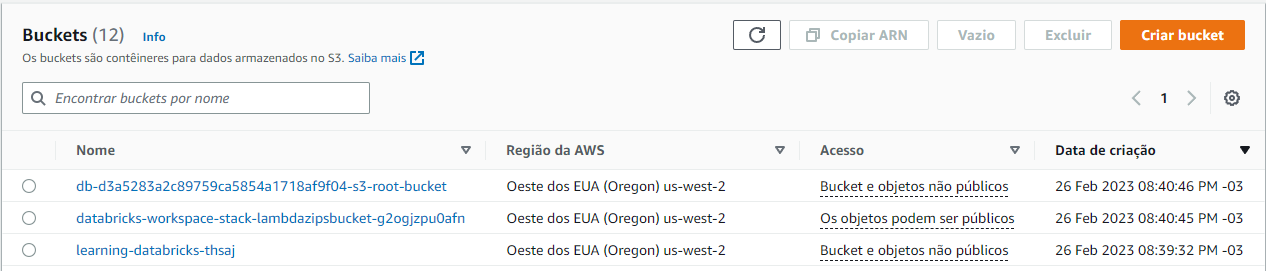 Buckets (12) Info
Copiar ARN Vazio Excluir Criar bucket
Os buckets são contêineres para dados armazenados no S3. Saiba mais
Encontrar buckets por nome
1
Nome Região da AWS Acesso Data de criação
db-d3a5283a2c89759ca5854a1718af9f04-s3-root-bucket Oeste dos EUA (Oregon) us-west-2 Bucket e objetos não públicos 26 Feb 2023 08:40:46 PM -03
databricks-workspace-stack-lambdazipsbucket-g2ogjzpu0afn Oeste dos EUA (Oregon) us-west-2 Os objetos podem ser públicos 26 Feb 2023 08:40:45 PM -03
learning-databricks-thsaj Oeste dos EUA (Oregon) us-west-2 Bucket e objetos não públicos 26 Feb 2023 08:39:32 PM -03